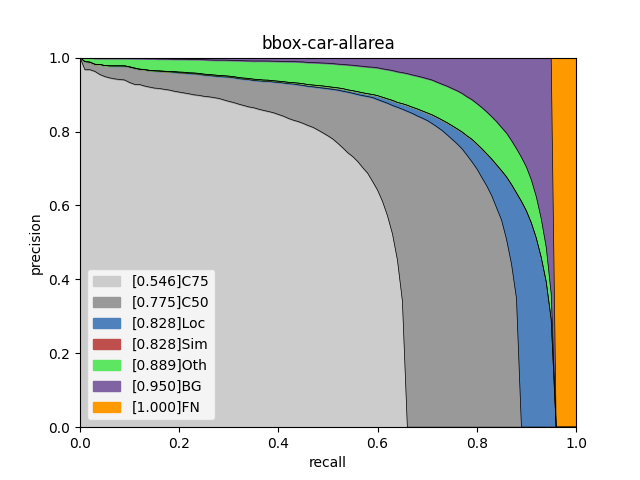 bbox-car-allarea
1.0
0.8
0.6
0.4
0.2
0.0
precision
[0.546]C75
[0.775]C50
[0.828]Loc
[0.828]Sim
[0.889]Oth
[0.950]BG
[1.000]FN
0.0 0.2 0.4 0.6 0.8 1.0
recall